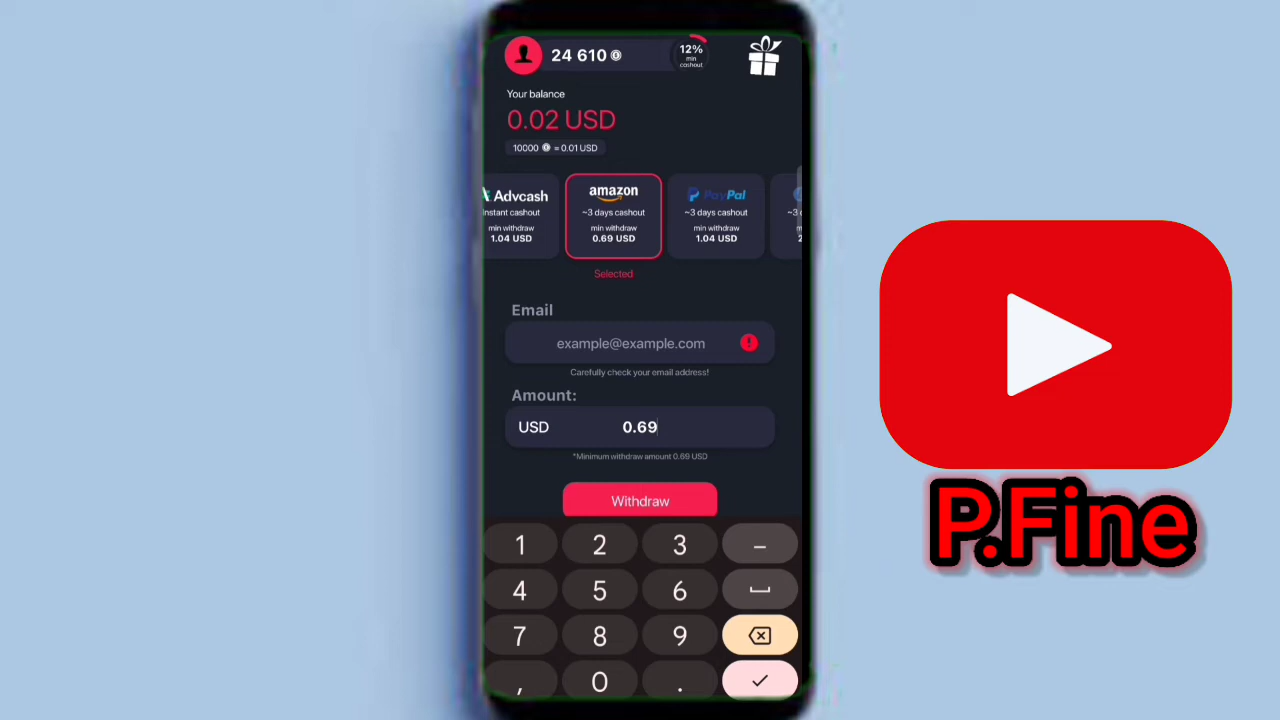 24 610
12%
min
cashout
Your balance
0.02 USD
10000 = 0.01 USD
Advcash
instant cashout
min withdraw
1.04 USD
amazon
~3 days cashout
min withdraw
0.69 USD
PayPal
~3 days cashout
min withdraw
1.04 USD
~3
2
Selected
Email
example@example.com
!
Carefully check your email address!
Amount:
USD 0.69
*Minimum withdraw amount 0.69 USD
Withdraw
1 2 3 –
4 5 6
7 8 9
, 0 .
P.Fine